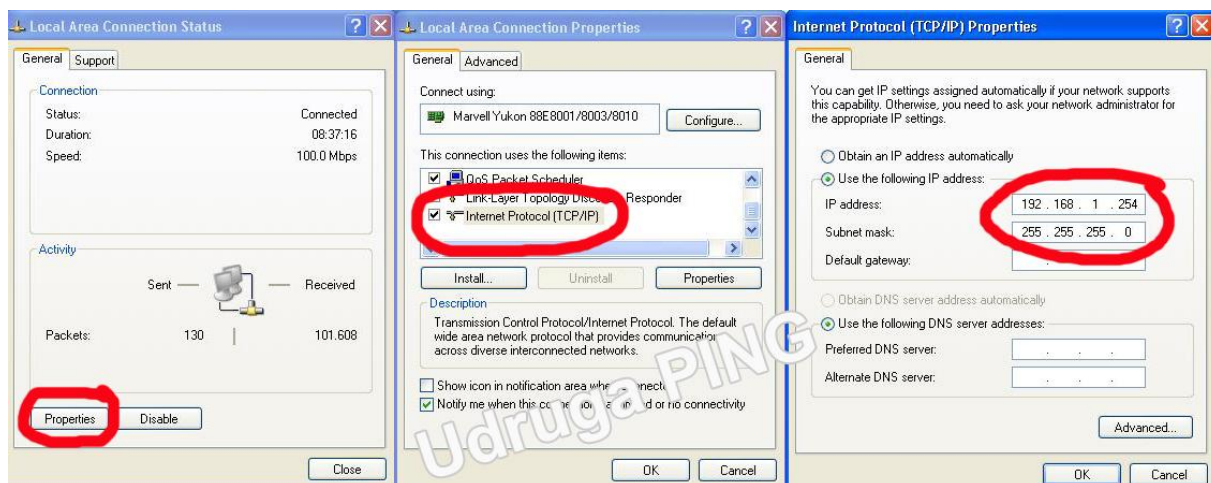 Local Area Connection Status
General Support
Connection
Status: Connected
Duration: 08:37:16
Speed: 100.0 Mbps
Activity
Sent — — Received
Packets: 130 | 101.608
Properties Disable
Close
Local Area Connection Properties
General Advanced
Connect using:
Marvell Yukon 88E8001/8003/8010 Configure...
This connection uses the following items:
QoS Packet Scheduler
Link-Layer Topology Responder
Internet Protocol (TCP/IP)
Install... Uninstall Properties
Description
Transmission Control Protocol/Internet Protocol. The default
wide area network protocol that provides communication
across diverse interconnected networks.
Show icon in notification area when connected
Notify me when this connection has limited or no connectivity
OK Cancel
Udruga PING
Internet Protocol (TCP/IP) Properties
General
You can get IP settings assigned automatically if your network supports
this capability. Otherwise, you need to ask your network administrator for
the appropriate IP settings.
Obtain an IP address automatically
Use the following IP address:
IP address: 192 . 168 . 1 . 254
Subnet mask: 255 . 255 . 255 . 0
Default gateway: . . .
Obtain DNS server address automatically
Use the following DNS server addresses:
Preferred DNS server: . . .
Alternate DNS server: . . .
Advanced...
OK Cancel